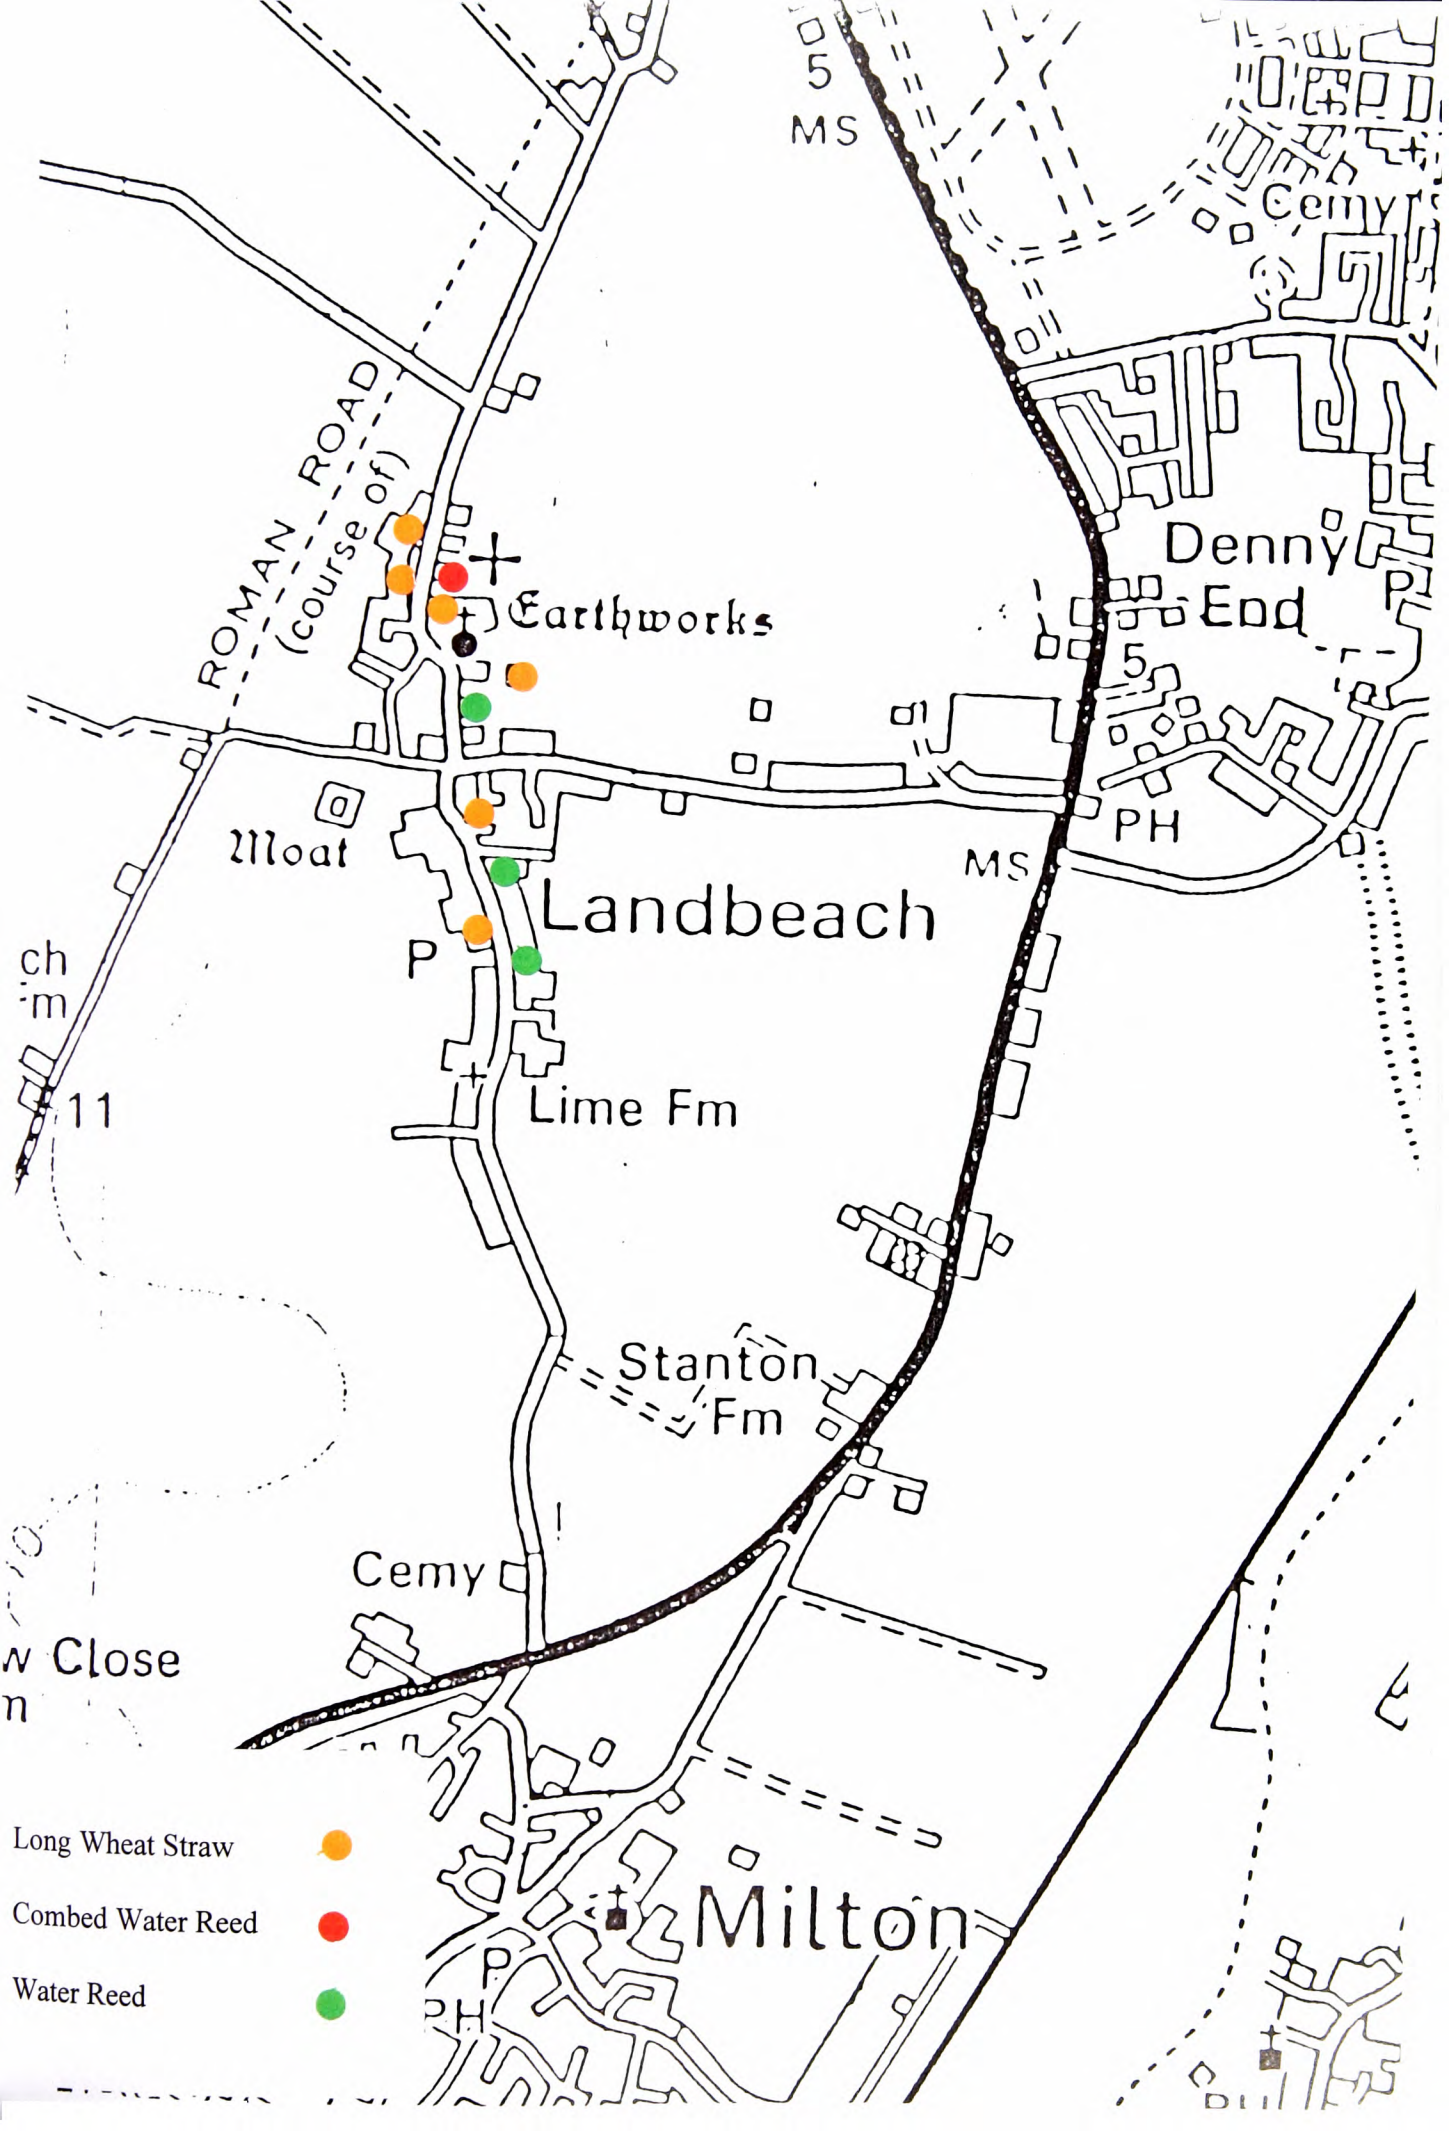 5
MS
Cemy
ROMAN ROAD
(course of)
Denny
End
P
Earthworks
5
Moat
PH
MS
Landbeach
P
ch
m
11
Lime Fm
Stanton
Fm
Cemy
w Close
m
Milton
P
PH
Long Wheat Straw
Combed Water Reed
Water Reed